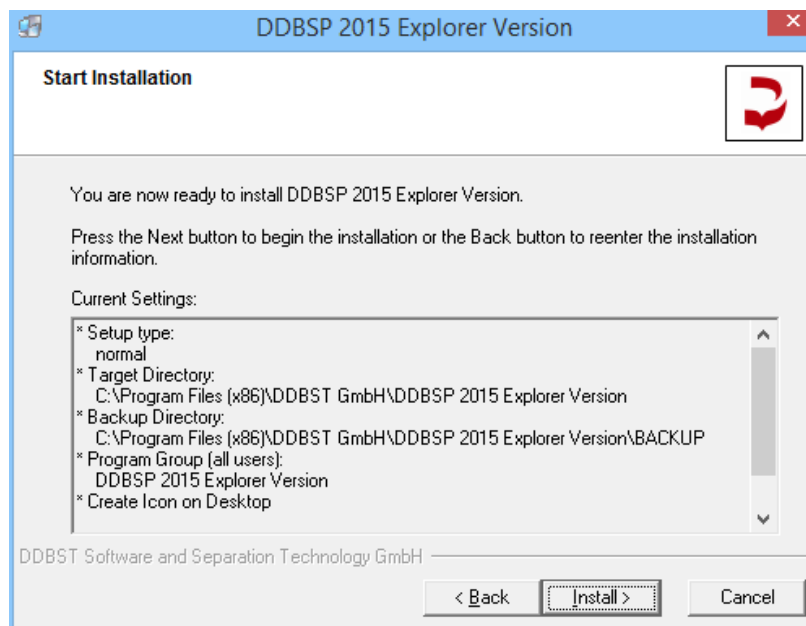 DDBSP 2015 Explorer Version
Start Installation
You are now ready to install DDBSP 2015 Explorer Version.
Press the Next button to begin the installation or the Back button to reenter the installation
information.
Current Settings:
* Setup type:
normal
* Target Directory:
C:\Program Files (x86)\DDBST GmbH\DDBSP 2015 Explorer Version
* Backup Directory:
C:\Program Files (x86)\DDBST GmbH\DDBSP 2015 Explorer Version\BACKUP
* Program Group (all users):
DDBSP 2015 Explorer Version
* Create Icon on Desktop
DDBST Software and Separation Technology GmbH
< Back Install > Cancel